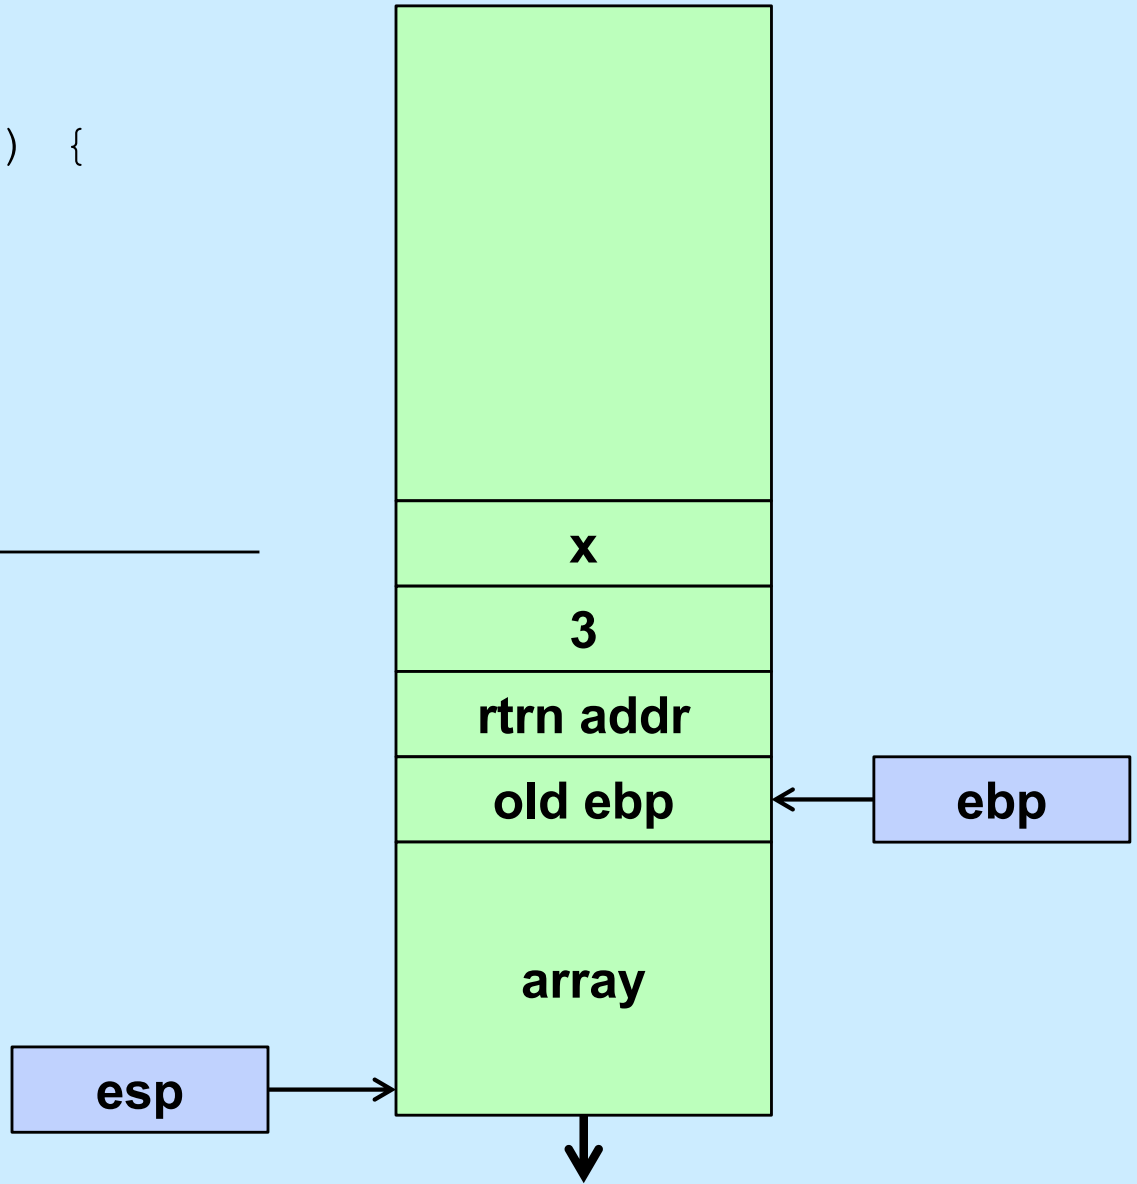 ) {
x
3
rtrn addr
old ebp
ebp
array
esp